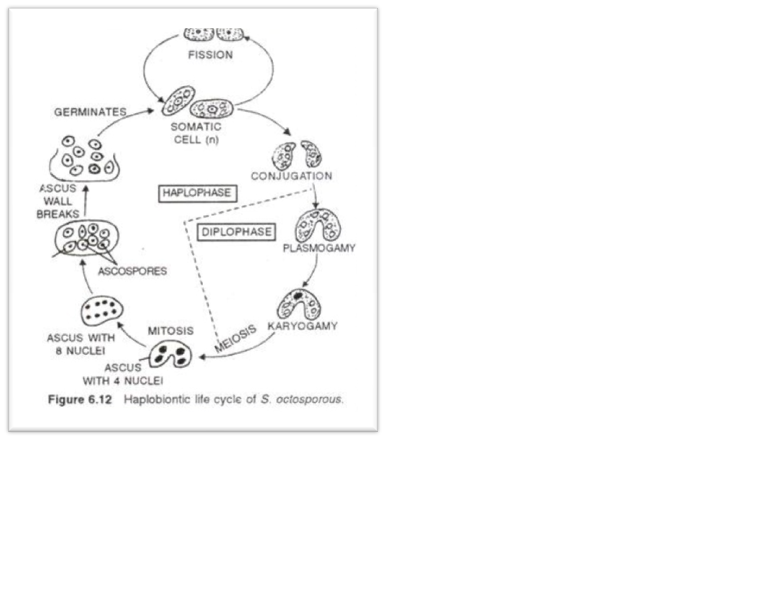 FISSION
GERMINATES
SOMATIC
CELL (n)
CONJUGATION
ASCUS
WALL
BREAKS
HAPLOPHASE
DIPLOPHASE
PLASMOGAMY
ASCOSPORES
KARYOGAMY
MEIOSIS
MITOSIS
ASCUS WITH
8 NUCLEI
ASCUS
WITH 4 NUCLEI
Figure 6.12 Haplobiontic life cycle of S. octosporous.